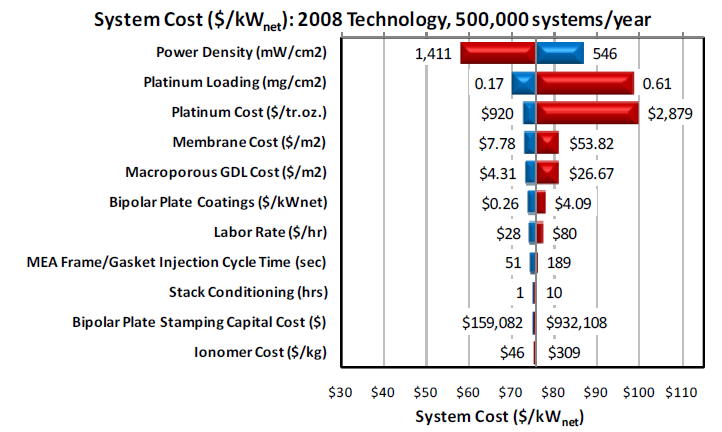 System Cost ($/kWnet): 2008 Technology, 500,000 systems/year
Power Density (mW/cm2) 1,411 546
Platinum Loading (mg/cm2) 0.17 0.61
Platinum Cost ($/tr.oz.) $920 $2,879
Membrane Cost ($/m2) $7.78 $53.82
Macroporous GDL Cost ($/m2) $4.31 $26.67
Bipolar Plate Coatings ($/kWnet) $0.26 $4.09
Labor Rate ($/hr) $28 $80
MEA Frame/Gasket Injection Cycle Time (sec) 51 189
Stack Conditioning (hrs) 1 10
Bipolar Plate Stamping Capital Cost ($) $159,082 $932,108
Ionomer Cost ($/kg) $46 $309
$30 $40 $50 $60 $70 $80 $90 $100 $110
System Cost ($/kWnet)